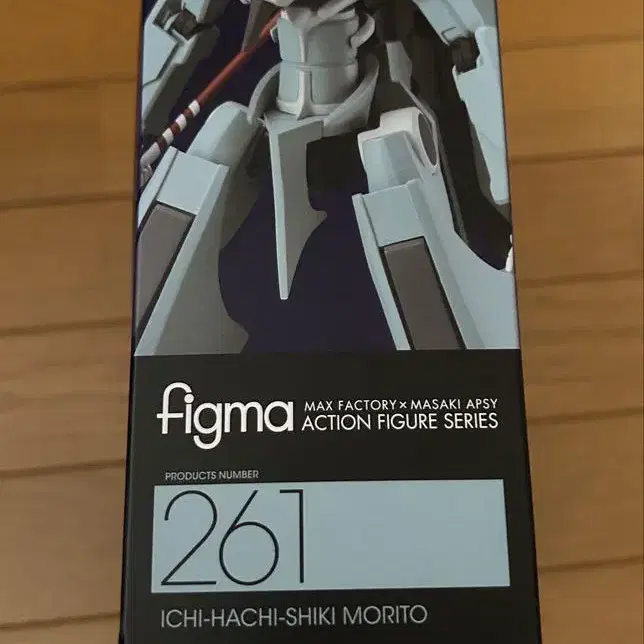 figma
MAX FACTORY×MASAKI APSY
ACTION FIGURE SERIES
PRODUCTS NUMBER
261
ICHI-HACHI-SHIKI MORITO